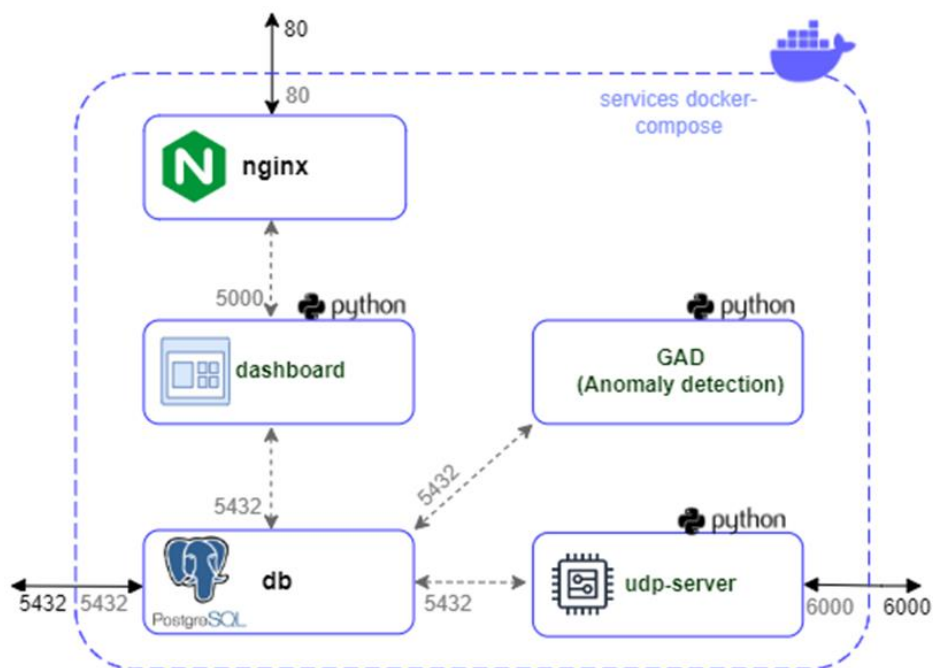 80
80
services docker-
compose
N
nginx
5000
python
python
dashboard
GAD
(Anomaly detection)
5432
5432
python
db
udp-server
5432
5432
5432
6000
6000
PostgreSQL